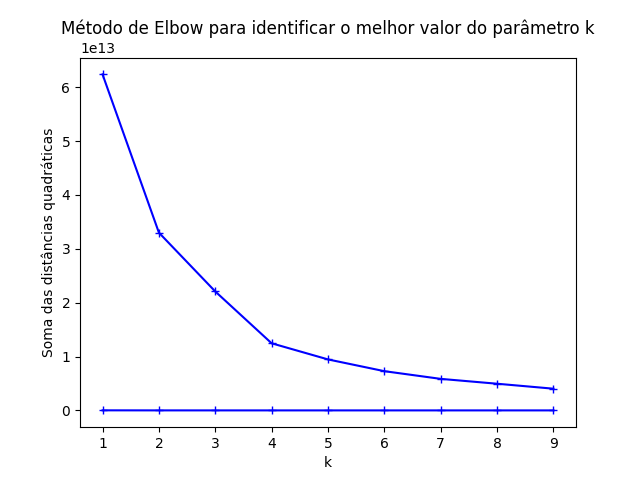 Método de Elbow para identificar o melhor valor do parâmetro k
1e13
6
5
4
3
2
1
0
Soma das distâncias quadráticas
1 2 3 4 5 6 7 8 9
k